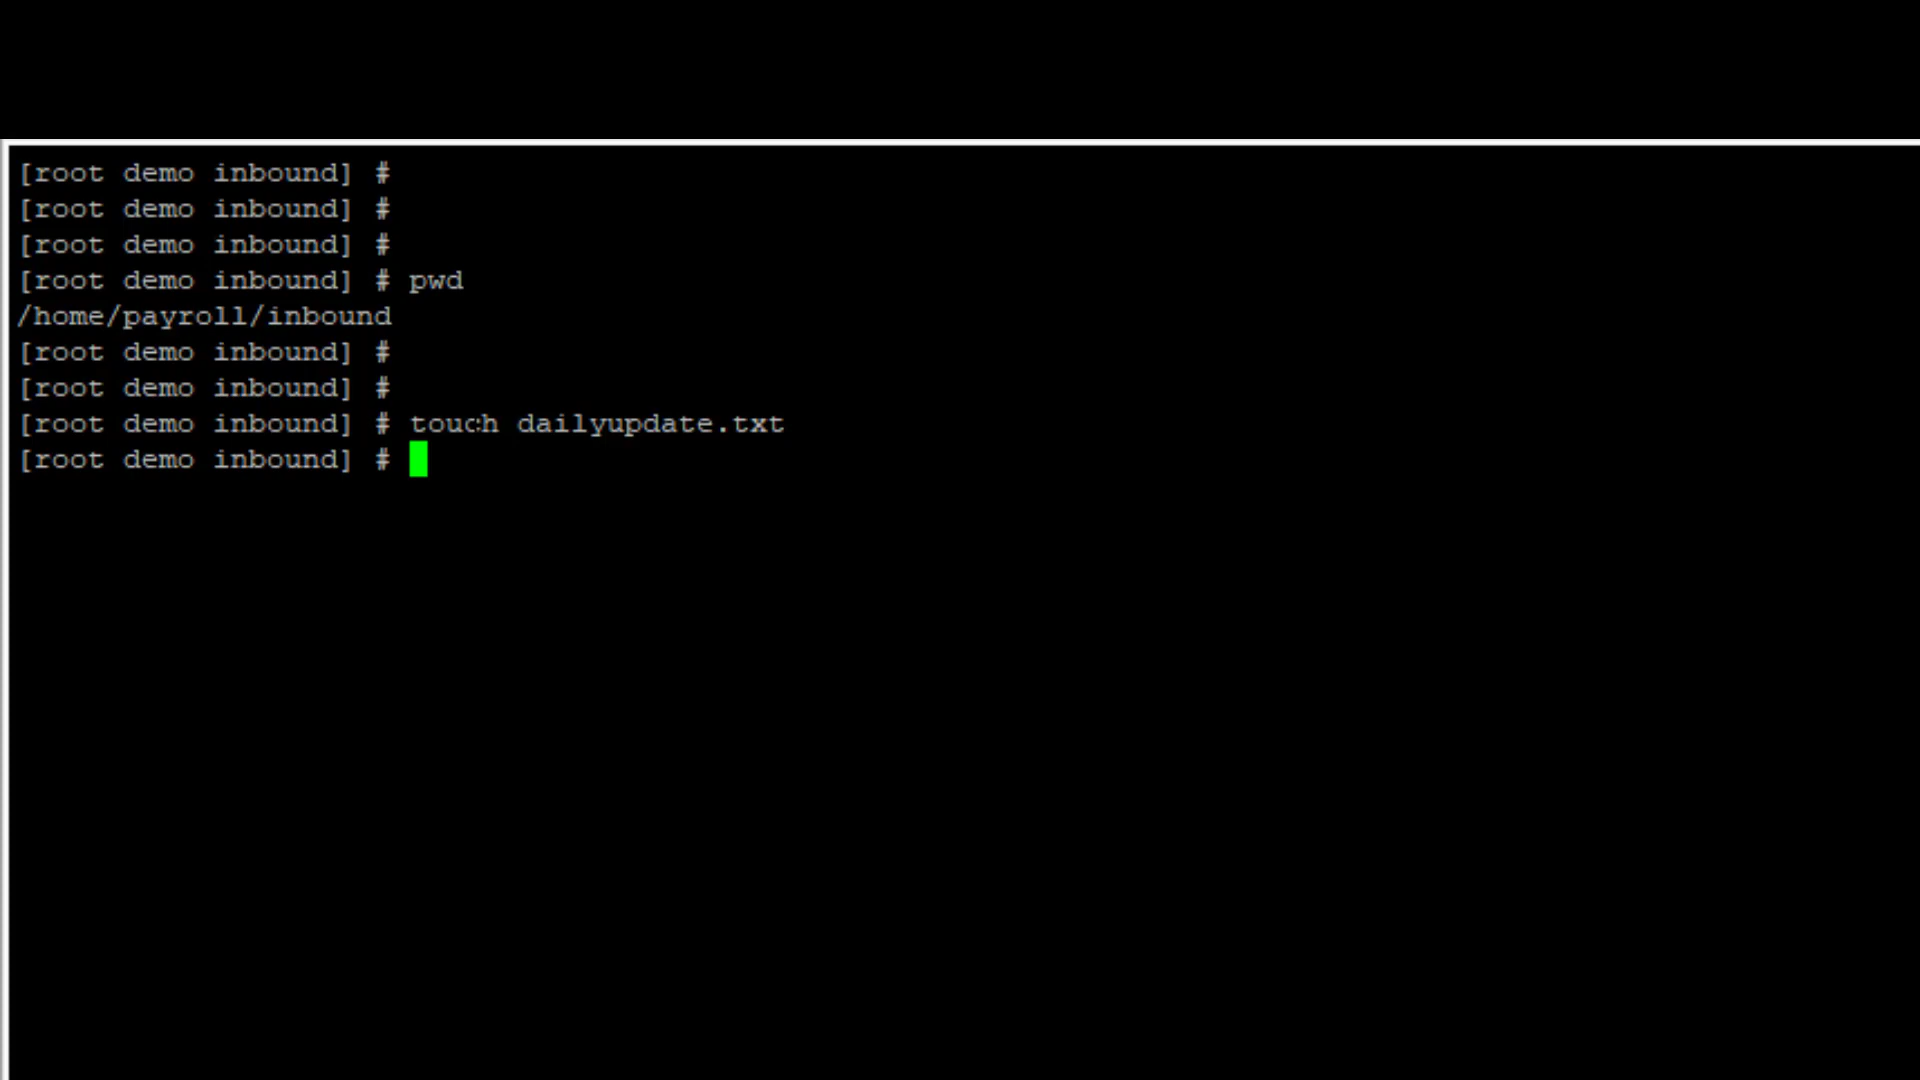 [root demo inbound] #
[root demo inbound] #
[root demo inbound] #
[root demo inbound] # pwd
/home/payroll/inbound
[root demo inbound] #
[root demo inbound] #
[root demo inbound] # touch dailyupdate.txt
[root demo inbound] #